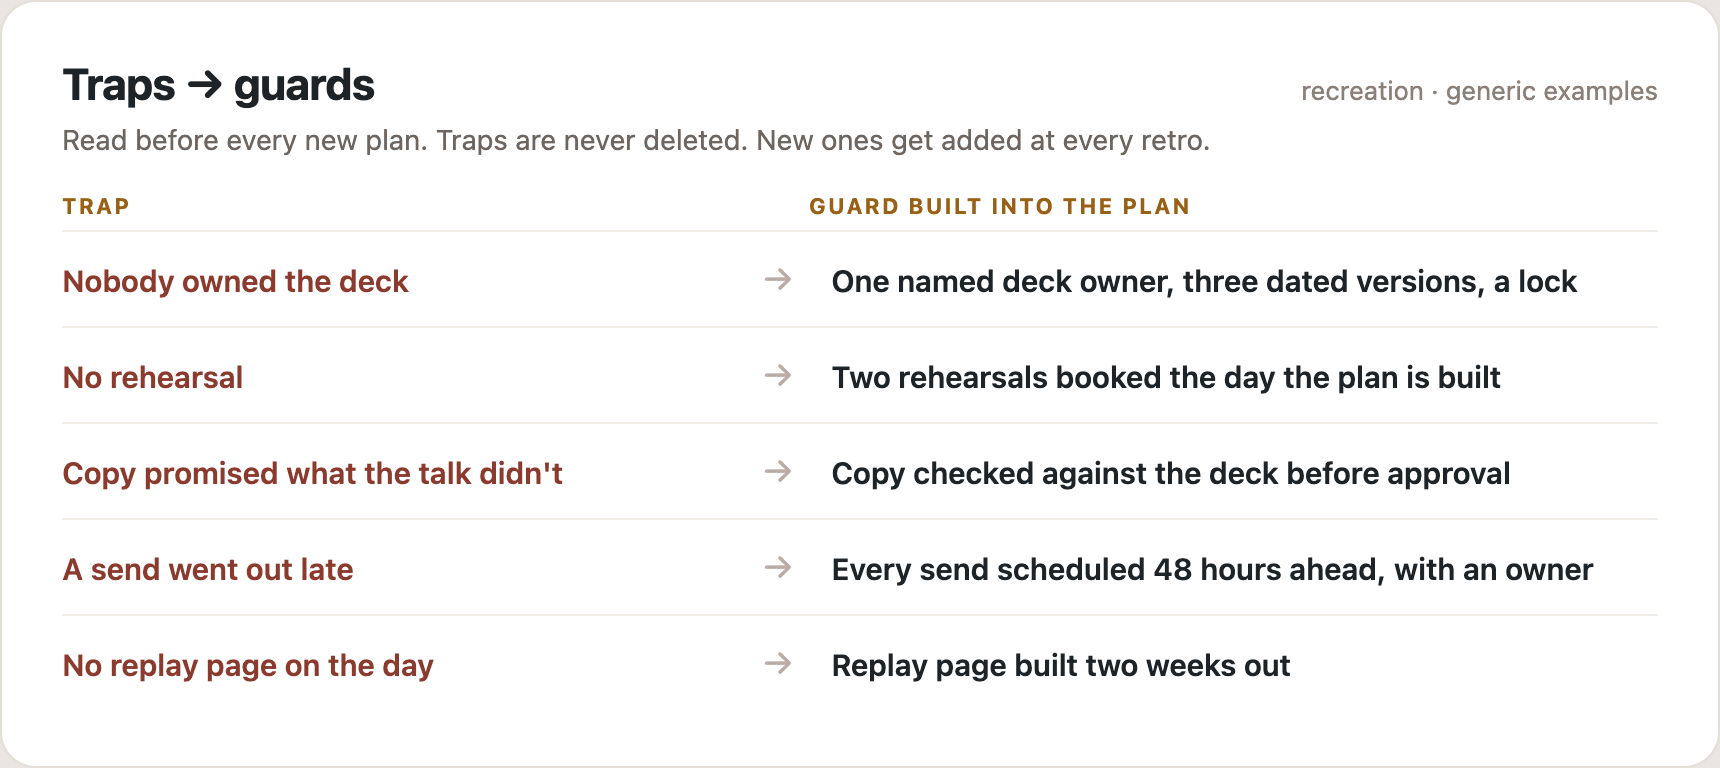 Traps → guards
recreation · generic examples
Read before every new plan. Traps are never deleted. New ones get added at every retro.
TRAP GUARD BUILT INTO THE PLAN
Nobody owned the deck → One named deck owner, three dated versions, a lock
No rehearsal → Two rehearsals booked the day the plan is built
Copy promised what the talk didn't → Copy checked against the deck before approval
A send went out late → Every send scheduled 48 hours ahead, with an owner
No replay page on the day → Replay page built two weeks out